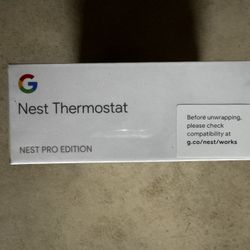 G
Nest Thermostat
NEST PRO EDITION
Before unwrapping,
please check
compatibility at
g.co/nest/works